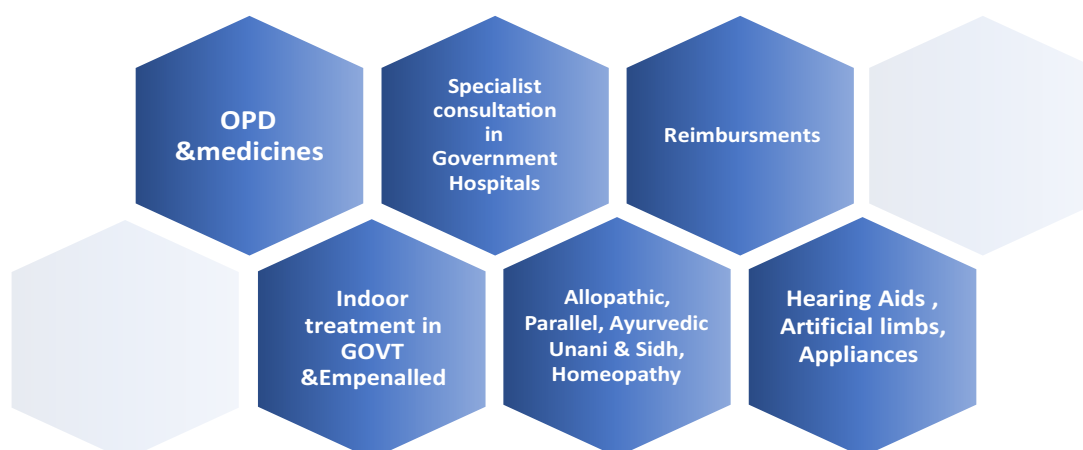 OPD
&medicines
Specialist
consultation
in
Government
Hospitals
Reimbursments
Indoor
treatment in
GOVT
&Empenalled
Allopathic,
Parallel, Ayurvedic
Unani & Sidh,
Homeopathy
Hearing Aids ,
Artificial limbs,
Appliances